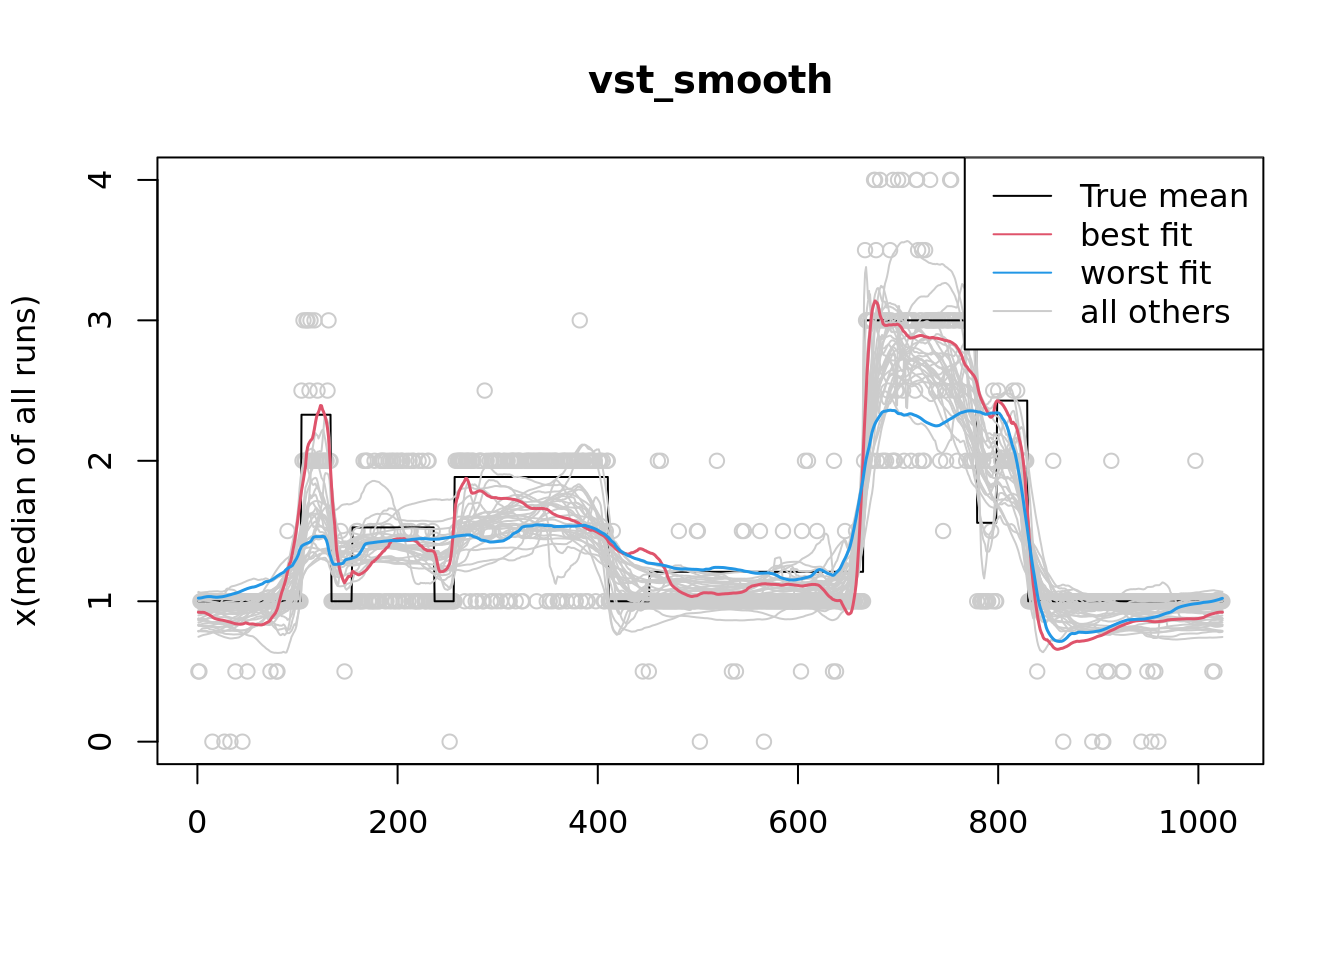 vst_smooth
x(median of all runs)
4
3
2
1
0
True mean
best fit
worst fit
all others
0 200 400 600 800 1000